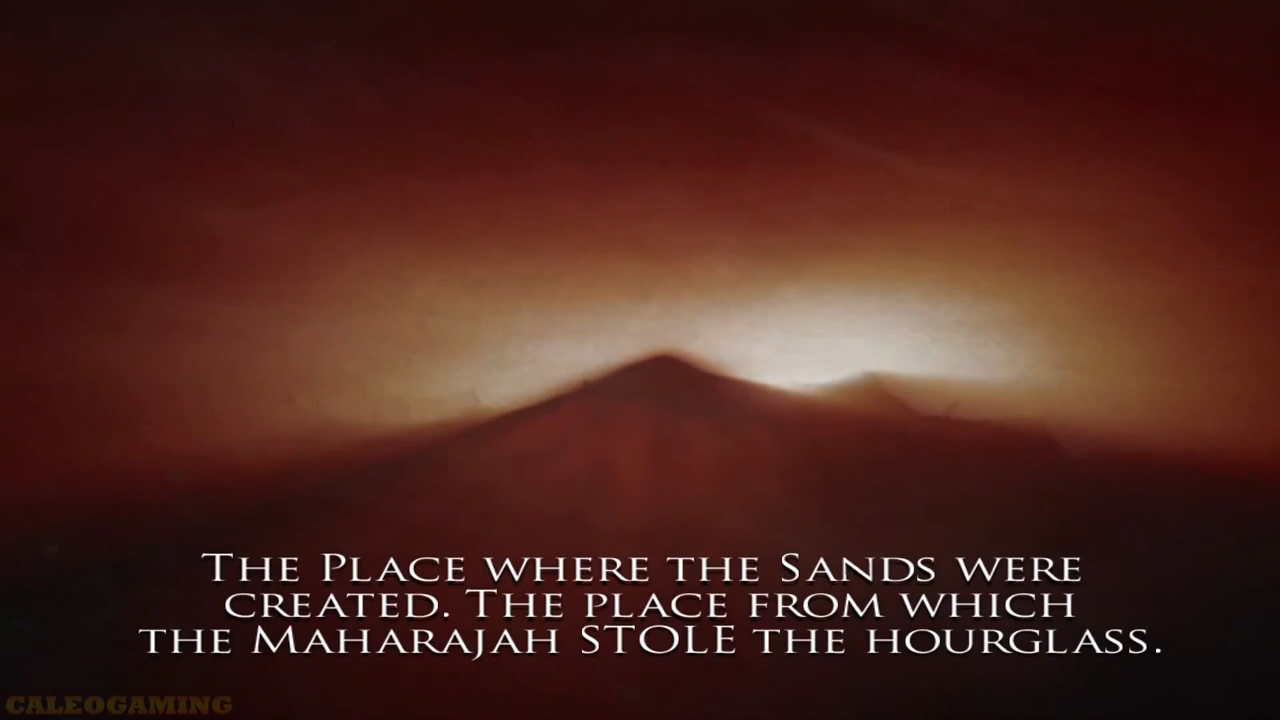 The Place where the Sands were
created. The place from which
the Maharajah STOLE the hourglass.
CALEOGAMING